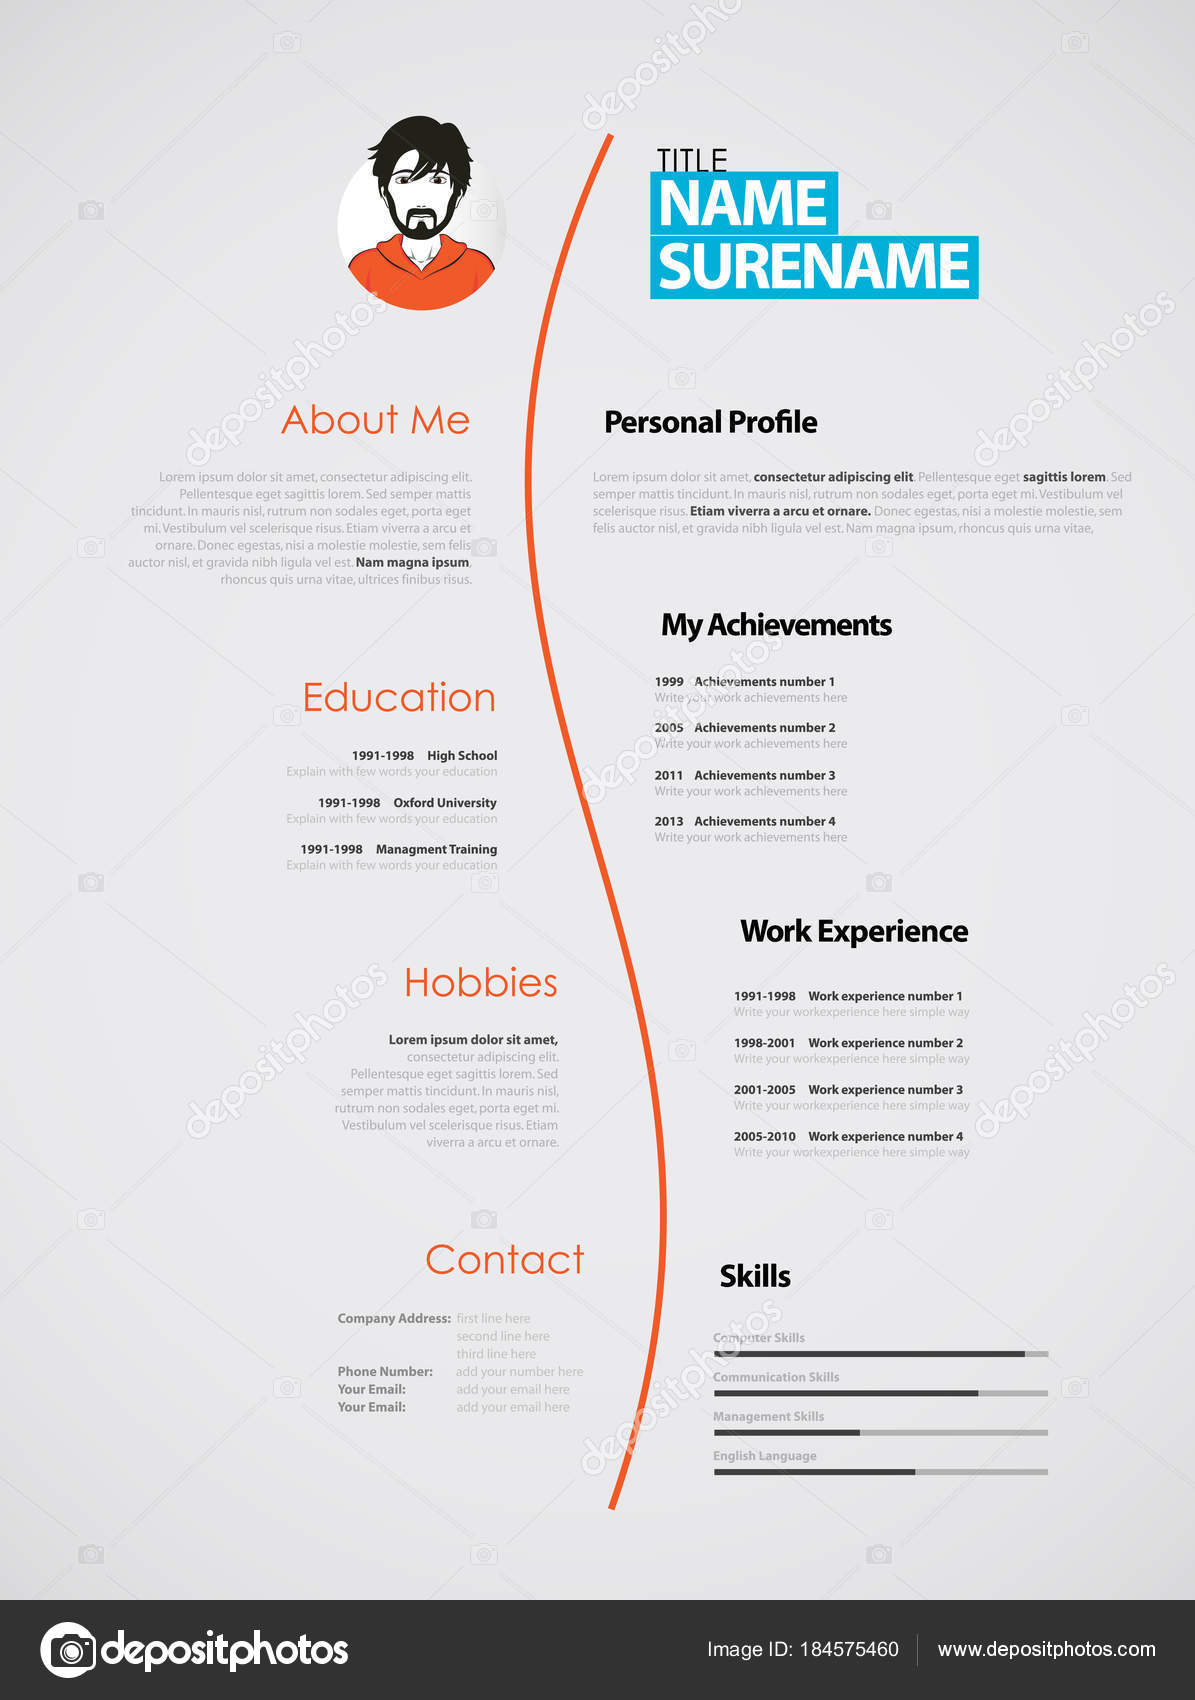 TITLE
NAME
SURENAME
About Me
Lorem ipsum dolor sit amet, consectetur adipiscing elit.
Pellentesque eget sagittis lorem. Sed semper mattis
tincidunt. In mauris nisl, rutrum non sodales eget, porta eget
mi. Vestibulum vel scelerisque risus. Etiam viverra a arcu et
ornare. Donec egestas, nisi a molestie molestie, sem felis
auctor nisl, et gravida nibh ligula vel est. Nam magna ipsum,
rhoncus quis urna vitae, ultrices finibus risus.
Education
1991-1998 High School
Explain with few words your education
1991-1998 Oxford University
Explain with few words your education
1991-1998 Managment Training
Explain with few words your education
Hobbies
Lorem ipsum dolor sit amet,
consectetur adipiscing elit.
Pellentesque eget sagittis lorem. Sed
semper mattis tincidunt. In mauris nisl,
rutrum non sodales eget, porta eget mi.
Vestibulum vel scelerisque risus. Etiam
viverra a arcu et ornare.
Contact
Company Address: first line here
second line here
third line here
Phone Number: add your number here
Your Email: add your email here
Your Email: add your email here
Personal Profile
Lorem ipsum dolor sit amet, consectetur adipiscing elit. Pellentesque eget sagittis lorem. Sed
semper mattis tincidunt. In mauris nisl, rutrum non sodales eget, porta eget mi. Vestibulum vel
scelerisque risus. Etiam viverra a arcu et ornare. Donec egestas, nisi a molestie molestie, sem
felis auctor nisl, et gravida nibh ligula vel est. Nam magna ipsum, rhoncus quis urna vitae,
My Achievements
1999 Achievements number 1
Write your work achievements here
2005 Achievements number 2
Write your work achievements here
2011 Achievements number 3
Write your work achievements here
2013 Achievements number 4
Write your work achievements here
Work Experience
1991-1998 Work experience number 1
Write your workexperience here simple way
1998-2001 Work experience number 2
Write your workexperience here simple way
2001-2005 Work experience number 3
Write your workexperience here simple way
2005-2010 Work experience number 4
Write your workexperience here simple way
Skills
Computer Skills
Communication Skills
Management Skills
English Language
depositphotos
depositphotos
depositphotos
depositphotos
depositphotos
depositphotos
depositphotos
depositphotos
Image ID: 184575460
www.depositphotos.com